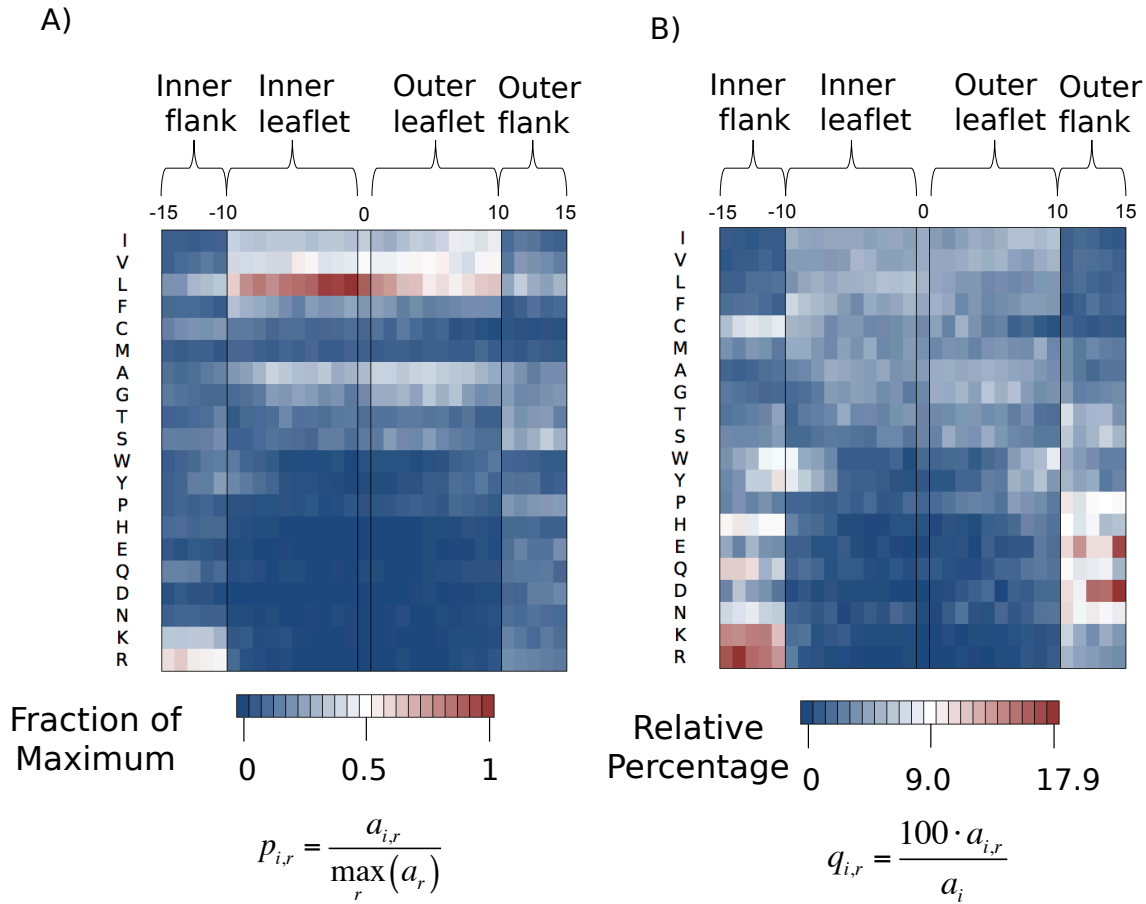 A)
B)
Inner flank
Inner leaflet
Outer leaflet
Outer flank
Inner flank
Inner leaflet
Outer leaflet
Outer flank
-15 -10 0 10 15
-15 -10 0 10 15
I
V
L
F
C
M
A
G
T
S
W
Y
P
H
E
Q
D
N
K
R
I
V
L
F
C
M
A
G
T
S
W
Y
P
H
E
Q
D
N
K
R
Fraction of
Maximum
0 0.5 1
Relative
Percentage
0 9.0 17.9
p_{i,r} = a_{i,r} / max_r (a_r)
q_{i,r} = 100 · a_{i,r} / a_i